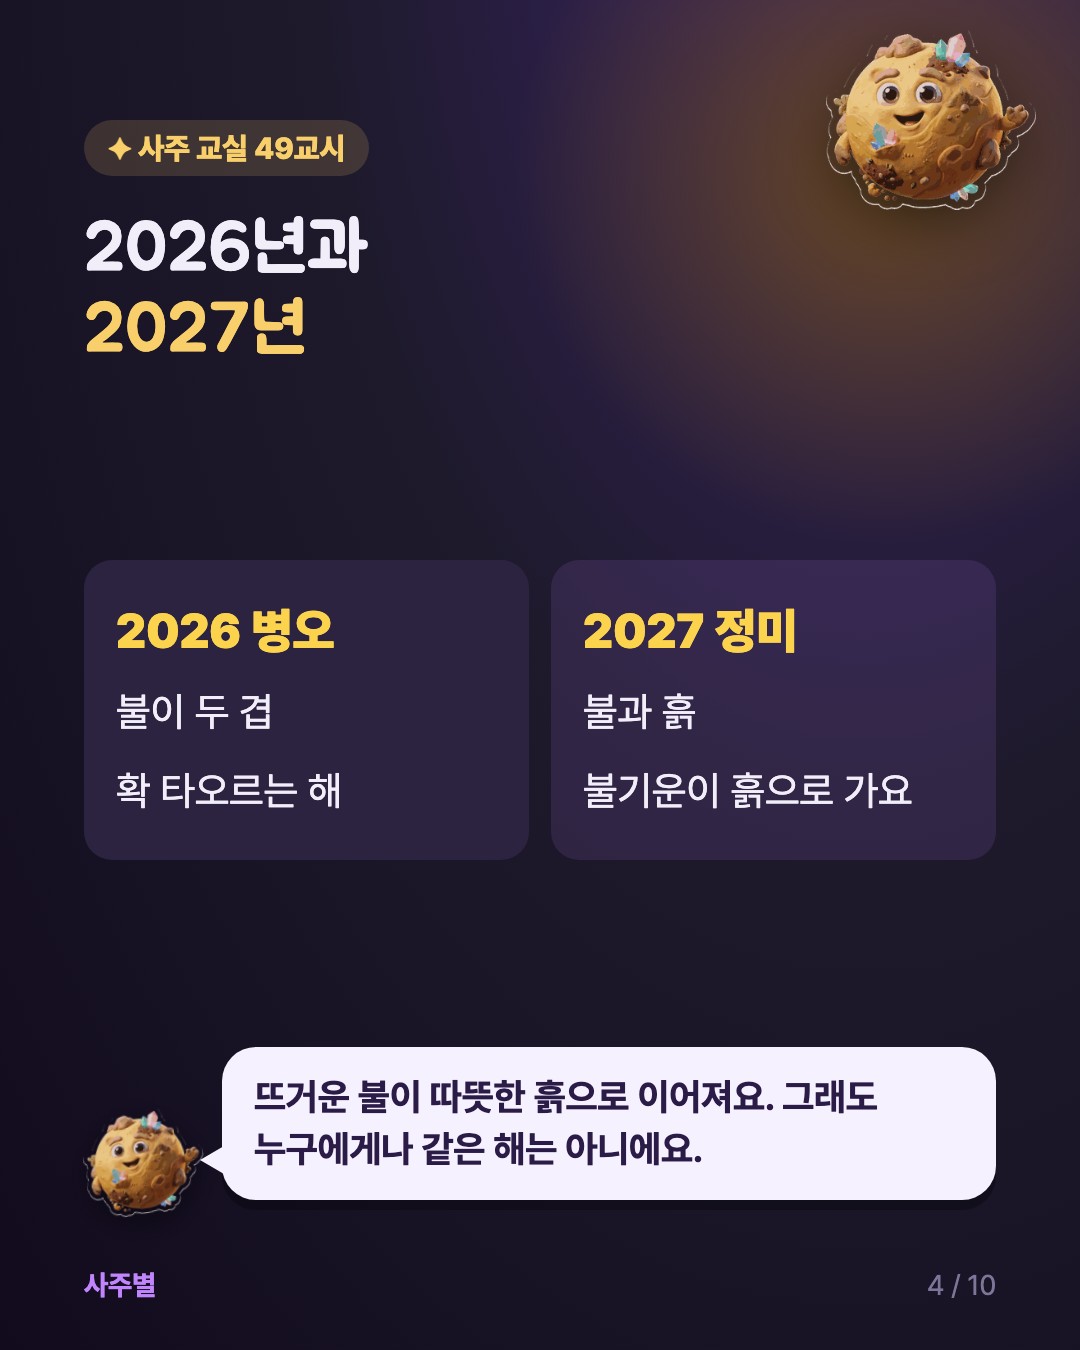 ✦ 사주 교실 49교시
2026년과
2027년
2026 병오
불이 두 겹
확 타오르는 해
2027 정미
불과 흙
불기운이 흙으로 가요
뜨거운 불이 따뜻한 흙으로 이어져요. 그래도
누구에게나 같은 해는 아니에요.
사주별
4 / 10